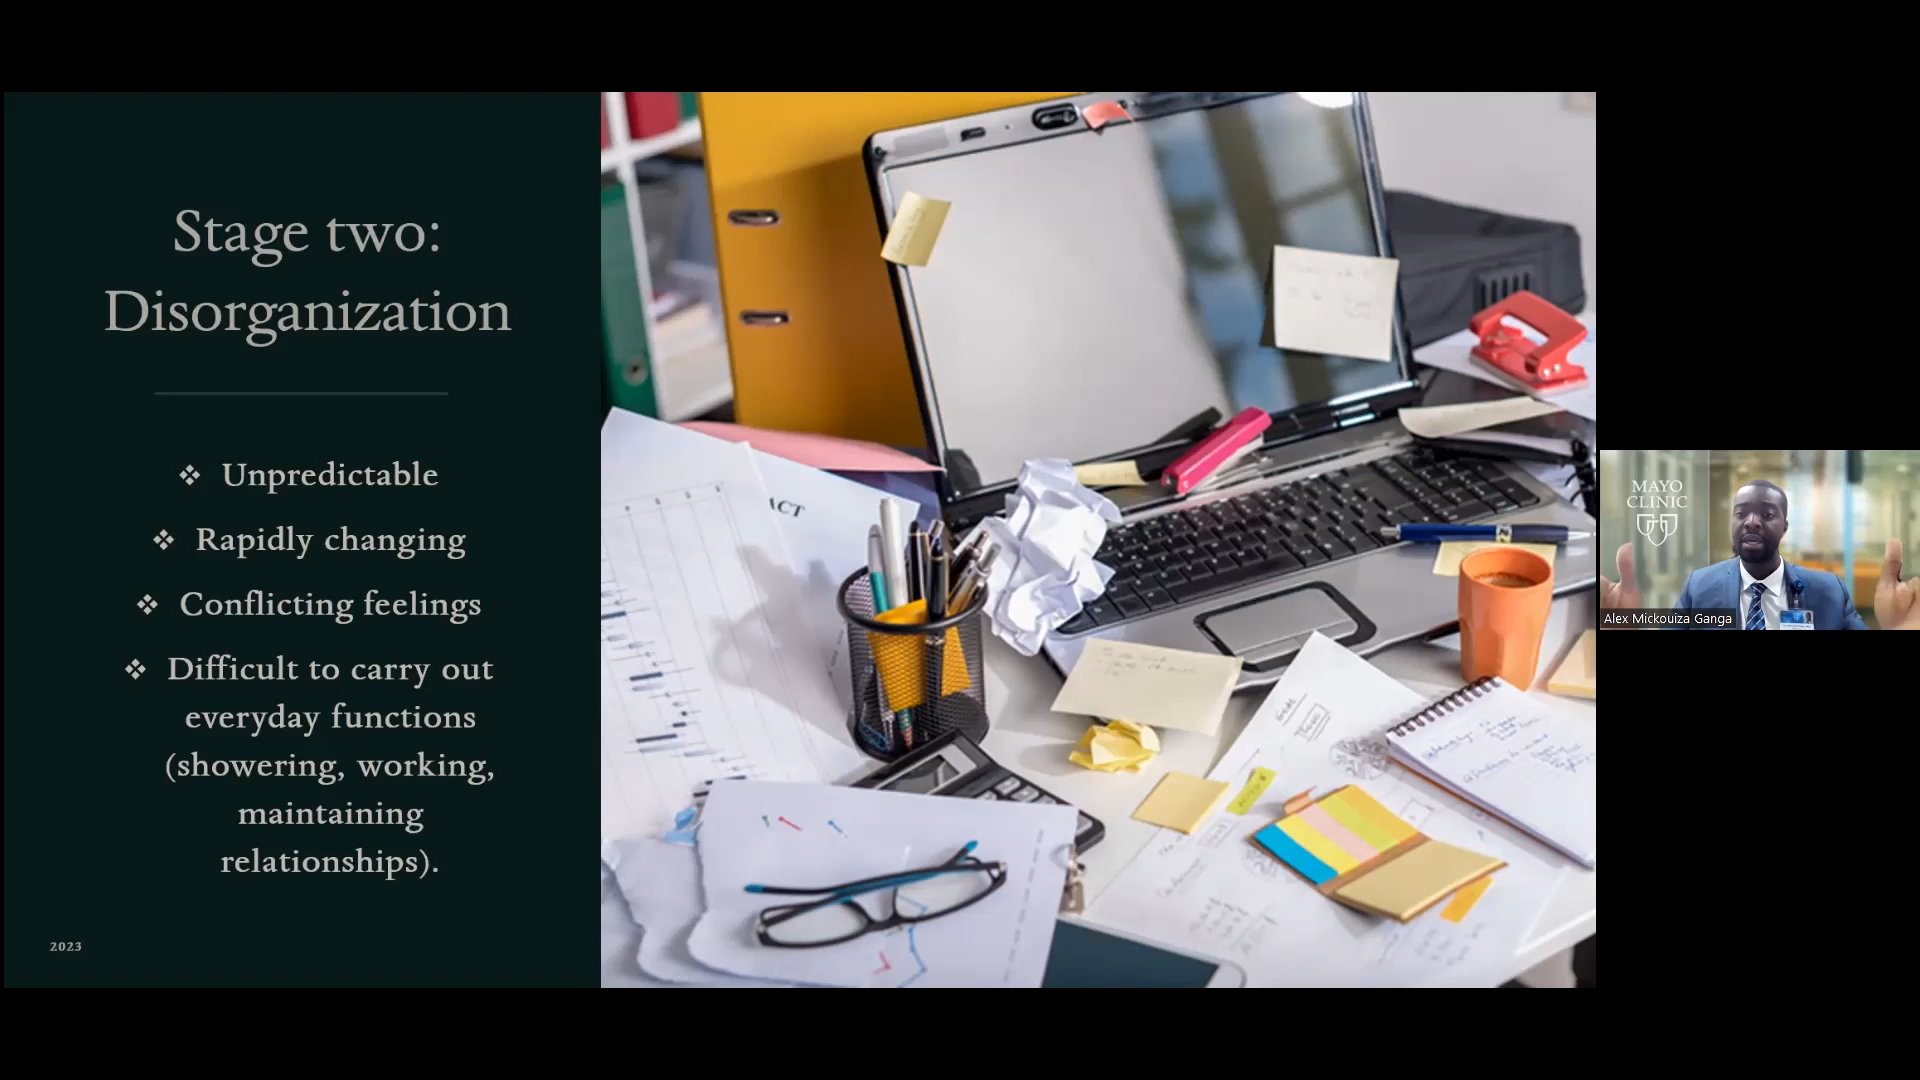 Stage two:
Disorganization
❖ Unpredictable
❖ Rapidly changing
❖ Conflicting feelings
❖ Difficult to carry out
everyday functions
(showering, working,
maintaining
relationships).
2023
ACT
MAYO
CLINIC
Alex Mickouiza Ganga